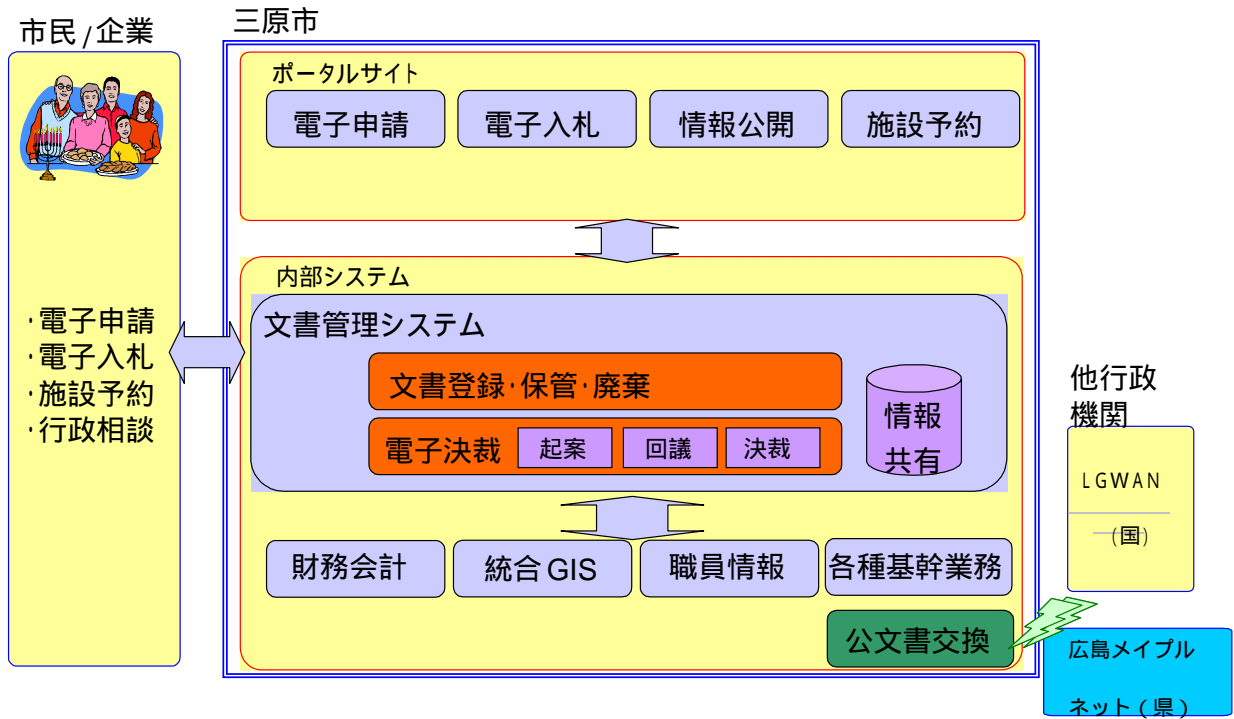 市民/企業
三原市
ポータルサイト
電子申請
電子入札
情報公開
施設予約
内部システム
文書管理システム
文書登録･保管･廃棄
電子決裁
起案
回議
決裁
情報
共有
･電子申請
･電子入札
･施設予約
･行政相談
財務会計
統合GIS
職員情報
各種基幹業務
公文書交換
他行政
機関
LGWAN
(国)
広島メイプル
ネット(県)